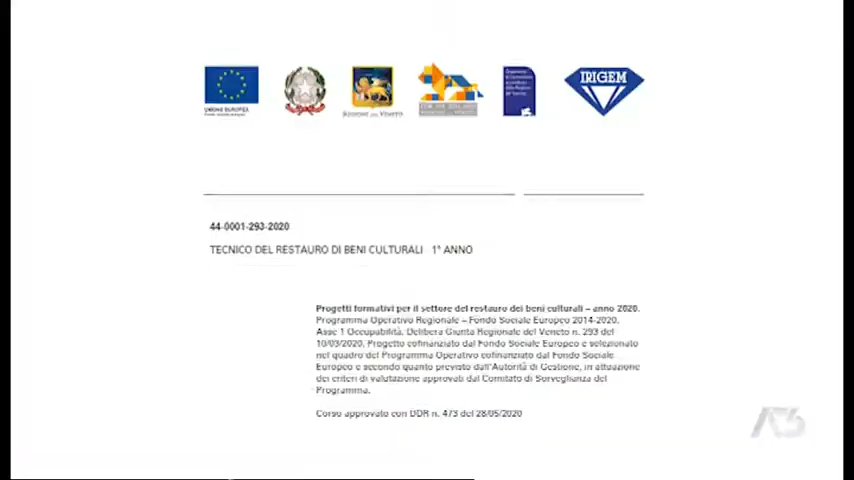 UNIONE EUROPEA
REGIONE DEL VENETO
IRIGEM
44-0001-293-2020
TECNICO DEL RESTAURO DI BENI CULTURALI 1° ANNO
Progetti formativi per il settore del restauro dei beni culturali – anno 2020.
Programma Operativo Regionale – Fondo Sociale Europeo 2014-2020.
Asse 1 Occupabilità. Delibera Giunta Regionale del Veneto n. 293 del
10/03/2020. Progetto cofinanziato dal Fondo Sociale Europeo e selezionato
nel quadro del Programma Operativo cofinanziato dal Fondo Sociale
Europeo e secondo quanto previsto dall'Autorità di Gestione, in attuazione
dei criteri di valutazione approvati dal Comitato di Sorveglianza del
Programma.
Corso approvato con DDR n. 473 del 28/05/2020